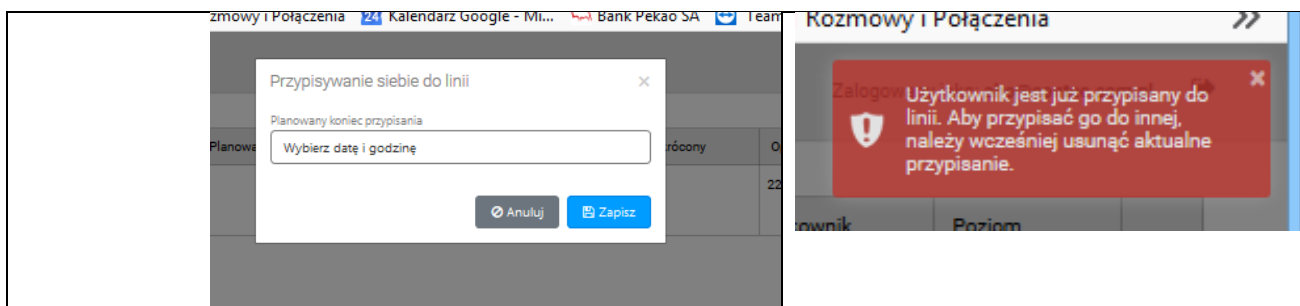 zmowy i Połączenia 24 Kalendarz Google - Mi... Bank Pekao SA Team
Przypisywanie siebie do linii ×
Planowany koniec przypisania
Wybierz datę i godzinę
Planowa rócony O
22
Anuluj Zapisz
Rozmowy i Połączenia »
Zalogow
Użytkownik jest już przypisany do
linii. Aby przypisać go do innej,
należy wcześniej usunąć aktualne
przypisanie.
ownik Poziom